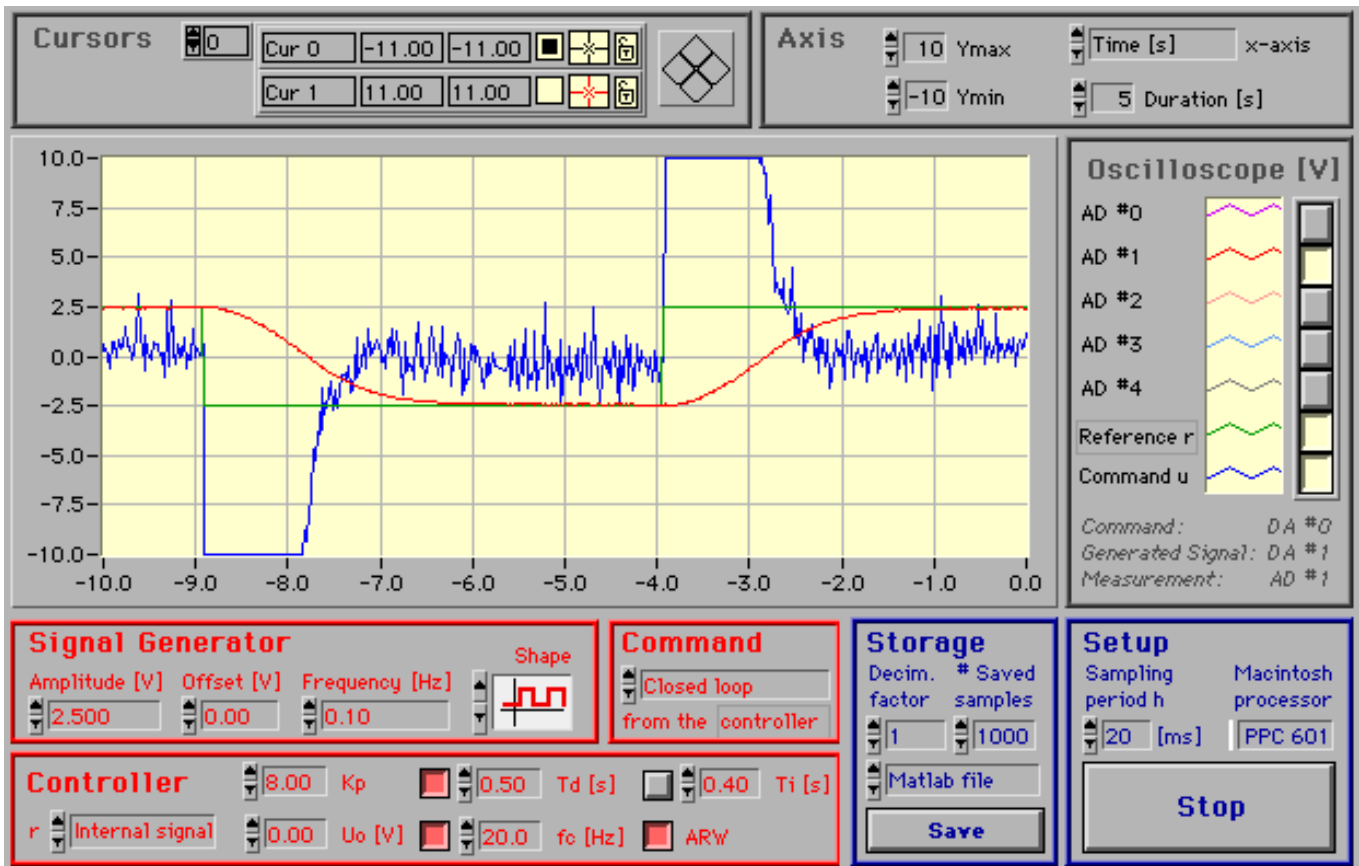 Cursors 0
Cur 0 -11.00 -11.00
Cur 1 11.00 11.00
Axis
10 Ymax
Time [s] x-axis
-10 Ymin
5 Duration [s]
10.0
7.5
5.0
2.5
0.0
-2.5
-5.0
-7.5
-10.0
-10.0 -9.0 -8.0 -7.0 -6.0 -5.0 -4.0 -3.0 -2.0 -1.0 0.0
Oscilloscope [V]
AD #0
AD #1
AD #2
AD #3
AD #4
Reference r
Command u
Command: DA #0
Generated Signal: DA #1
Measurement: AD #1
Signal Generator
Shape
Amplitude [V] Offset [V] Frequency [Hz]
2.500 0.00 0.10
Command
Closed loop
from the controller
Storage
Decim. # Saved
factor samples
1 1000
Matlab file
Save
Setup
Sampling Macintosh
period h processor
20 [ms] PPC 601
Stop
Controller
8.00 Kp 0.50 Td [s] 0.40 Ti [s]
r Internal signal 0.00 Uo [V] 20.0 fc [Hz] ARW